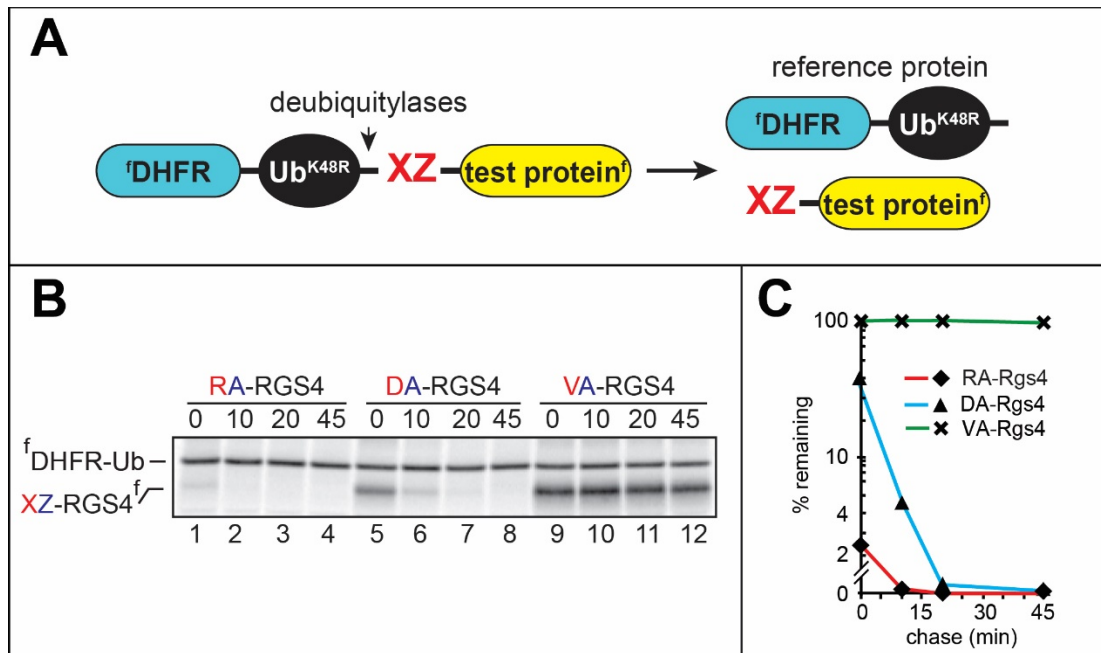 A
deubiquitylases
fDHFR UbK48R XZ test proteinf
reference protein
fDHFR UbK48R
XZ test proteinf
B
RA-RGS4 DA-RGS4 VA-RGS4
0 10 20 45 0 10 20 45 0 10 20 45
fDHFR-Ub
XZ-RGS4f
1 2 3 4 5 6 7 8 9 10 11 12
C
100
10
4
2
0
% remaining
RA-Rgs4
DA-Rgs4
VA-Rgs4
0 15 30 45
chase (min)